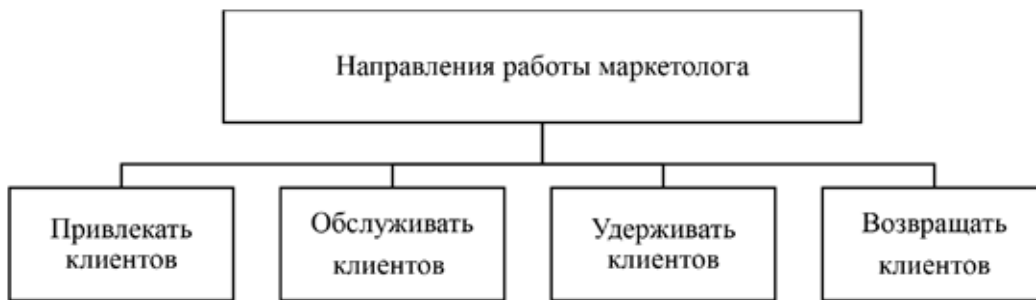 Направления работы маркетолога
Привлекать
клиентов
Обслуживать
клиентов
Удерживать
клиентов
Возвращать
клиентов